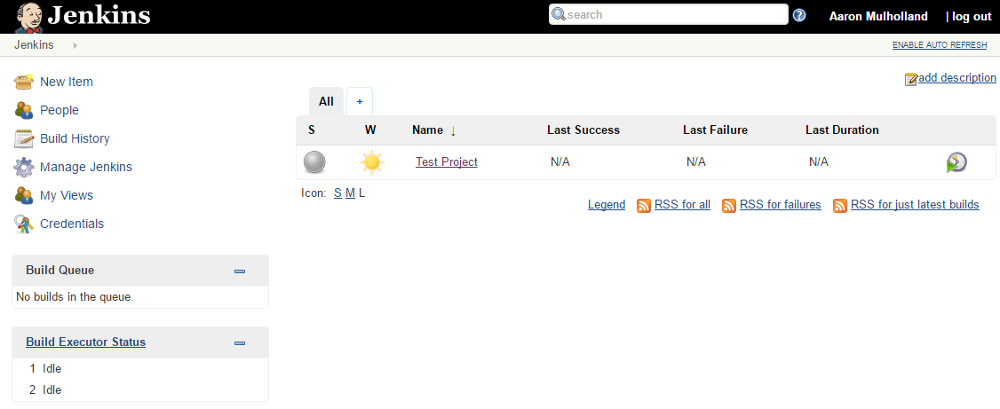 Jenkins
search
Aaron Mulholland
| log out
Jenkins
ENABLE AUTO REFRESH
New Item
People
Build History
Manage Jenkins
My Views
Credentials
Build Queue
No builds in the queue.
Build Executor Status
1 Idle
2 Idle
add description
All +
S W Name ↓ Last Success Last Failure Last Duration
Test Project N/A N/A N/A
Icon: S M L
Legend RSS for all RSS for failures RSS for just latest builds